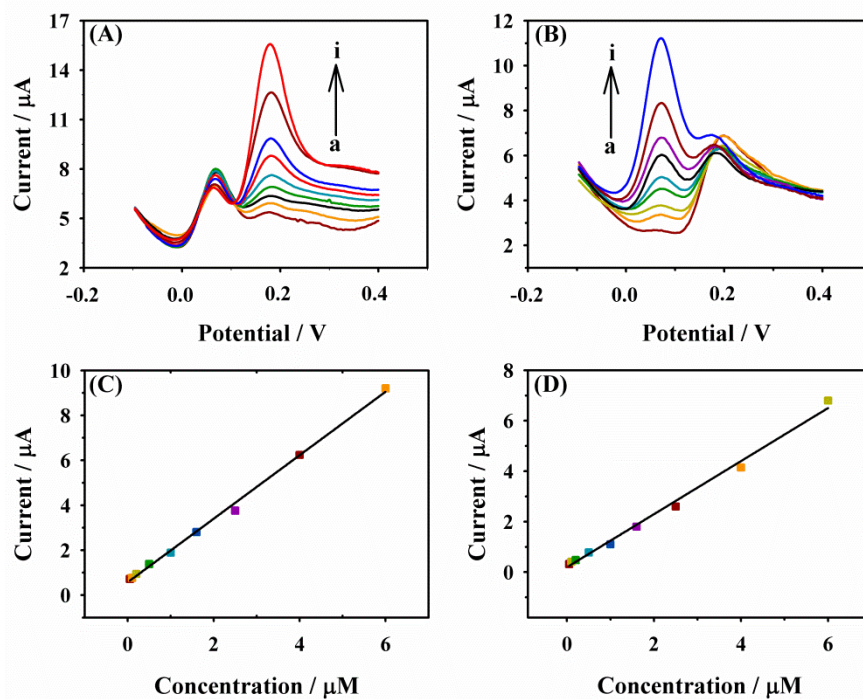 (A)
17
14
11
8
5
2
-0.2
0.0
0.2
0.4
Current / μA
Potential / V
i
a
(B)
12
10
8
6
4
2
-0.2
0.0
0.2
0.4
Current / μA
Potential / V
i
a
(C)
10
8
6
4
2
0
0
2
4
6
Current / μA
Concentration / μM
(D)
8
6
4
2
0
0
2
4
6
Current / μA
Concentration / μM